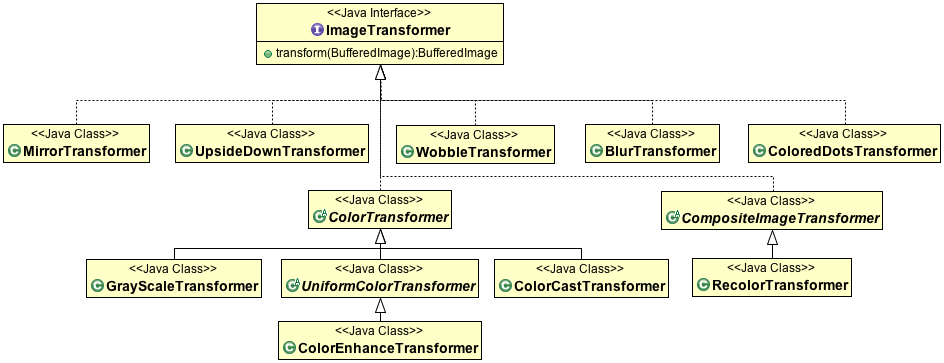 <<Java Interface>>
ImageTransformer
transform(BufferedImage):BufferedImage
<<Java Class>>
MirrorTransformer
<<Java Class>>
UpsideDownTransformer
<<Java Class>>
WobbleTransformer
<<Java Class>>
BlurTransformer
<<Java Class>>
ColoredDotsTransformer
<<Java Class>>
ColorTransformer
<<Java Class>>
CompositeImageTransformer
<<Java Class>>
GrayScaleTransformer
<<Java Class>>
UniformColorTransformer
<<Java Class>>
ColorCastTransformer
<<Java Class>>
RecolorTransformer
<<Java Class>>
ColorEnhanceTransformer